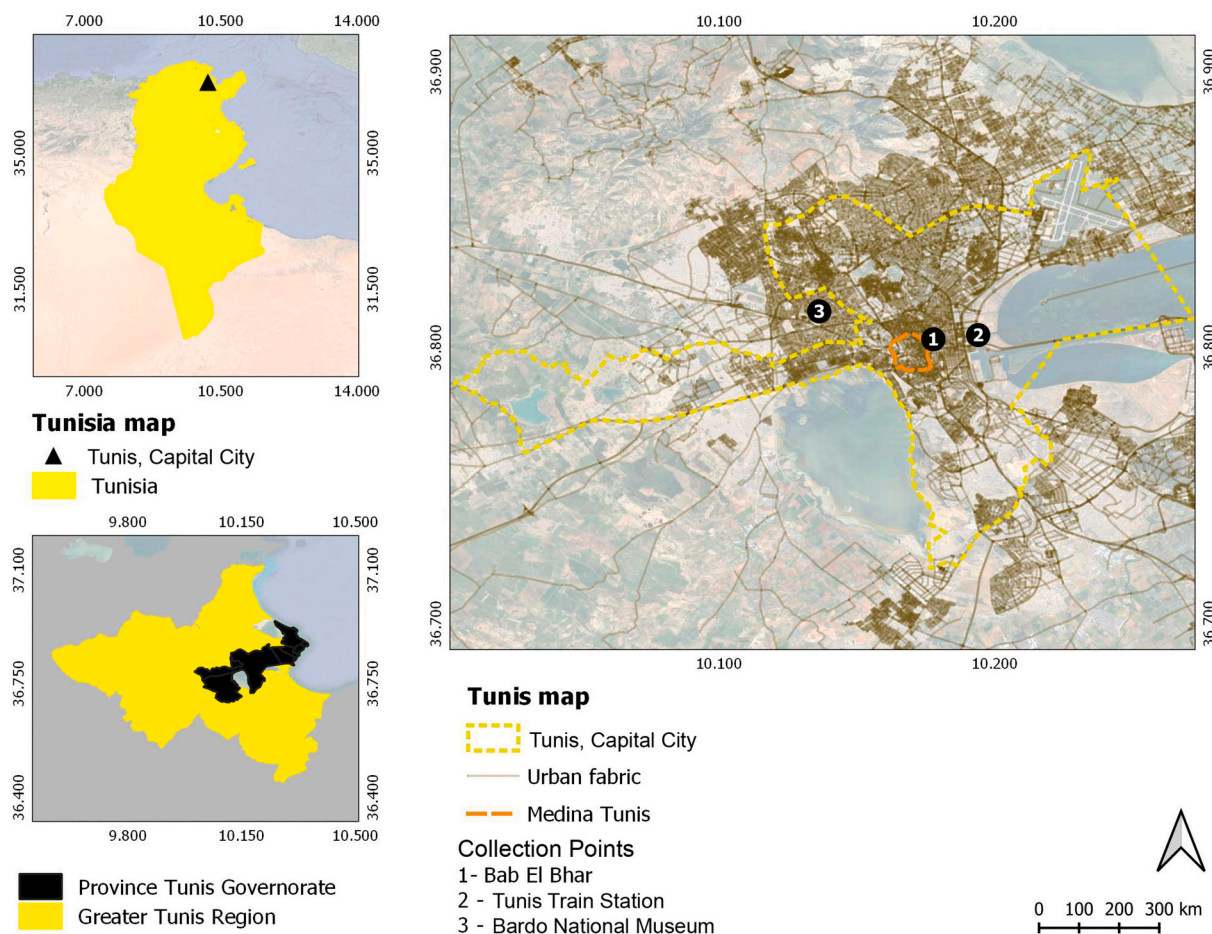 7.000 10.500 14.000
35.000 35.000
31.500 31.500
7.000 10.500 14.000
Tunisia map
Tunis, Capital City
Tunisia
9.800 10.150 10.500
37.100 37.100
36.750 36.750
36.400 36.400
9.800 10.150 10.500
Province Tunis Governorate
Greater Tunis Region
10.100 10.200
36.900 36.900
3
1
2
36.800 36.800
36.700 36.700
10.100 10.200
Tunis map
Tunis, Capital City
Urban fabric
Medina Tunis
Collection Points
1- Bab El Bhar
2 - Tunis Train Station
3 - Bardo National Museum
0 100 200 300 km